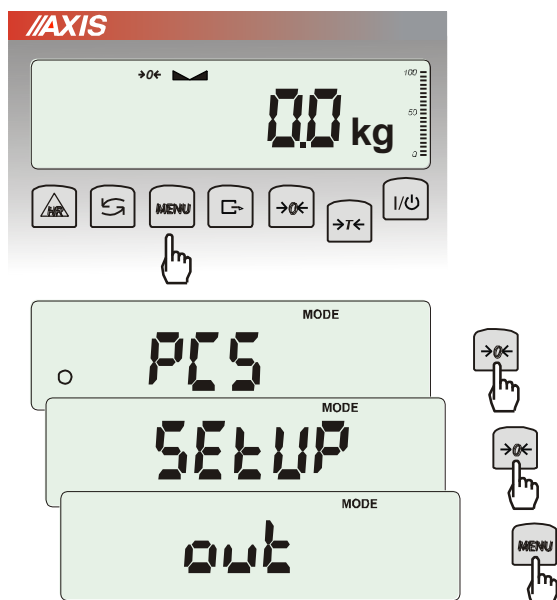 //AXIS
→0←
100
50
0
0.0 kg
HR
MENU
→0←
→T←
I/⏻
MODE
PCS
→0←
MODE
SEtUP
→0←
MODE
out
MENU